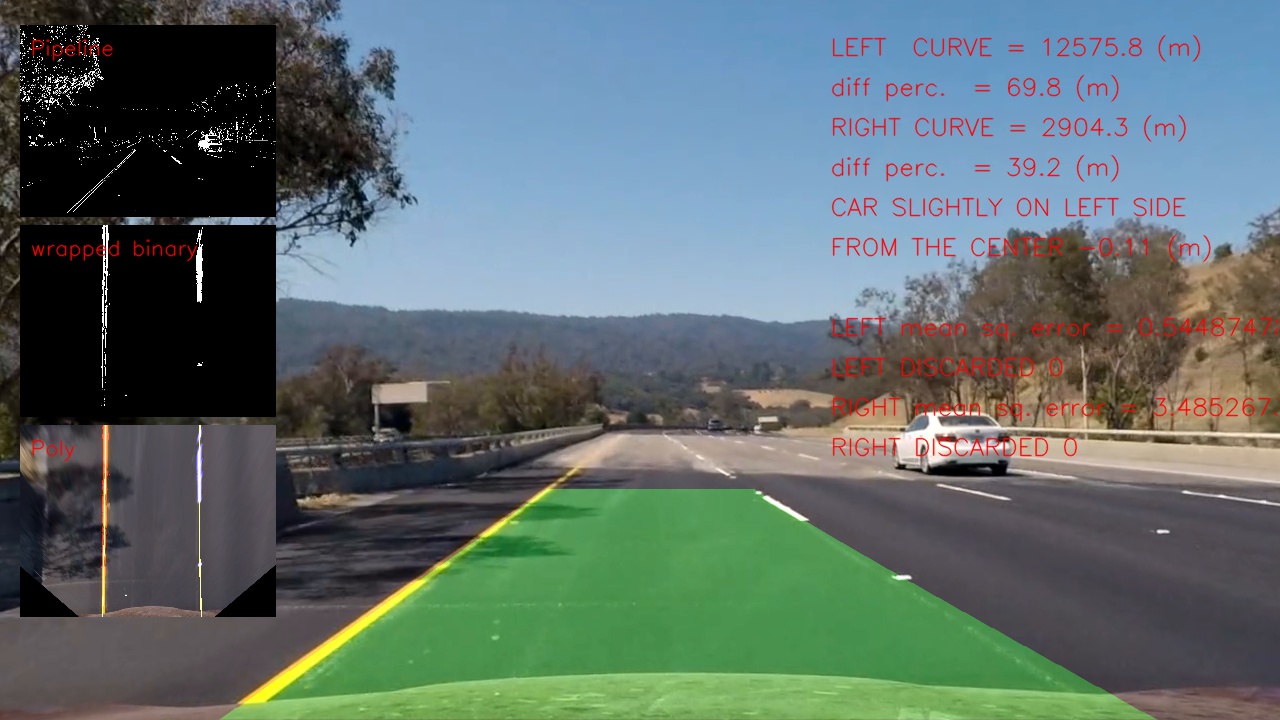 Pipeline
wrapped binary
Poly
LEFT CURVE = 12575.8 (m)
diff perc. = 69.8 (m)
RIGHT CURVE = 2904.3 (m)
diff perc. = 39.2 (m)
CAR SLIGHTLY ON LEFT SIDE
FROM THE CENTER -0.11 (m)
LEFT mean sq. error = 0.5448747
LEFT DISCARDED 0
RIGHT mean sq. error = 3.485267
RIGHT DISCARDED 0